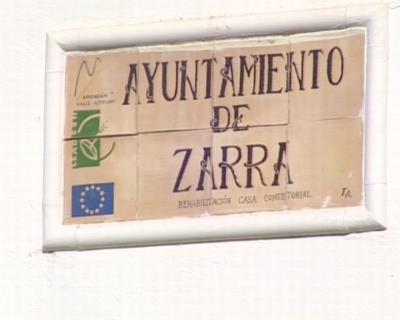 AYUNTAMIENTO
DE
ZARRA
REHABILITACIÓN CASA CONSISTORIAL